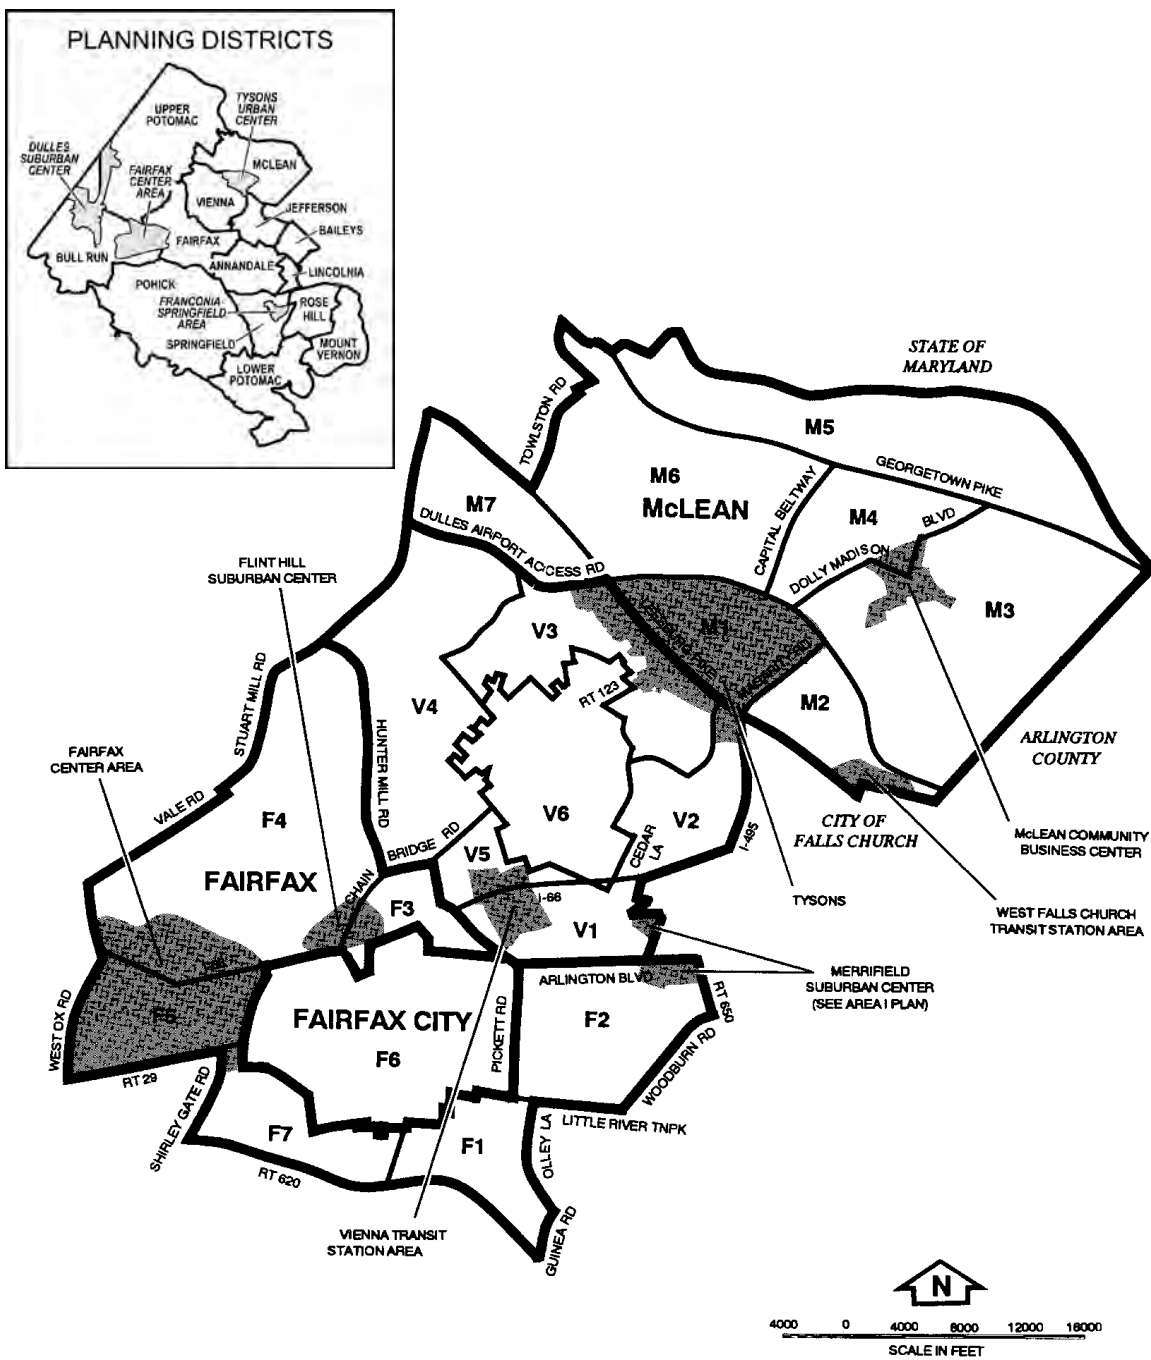 PLANNING DISTRICTS
UPPER
POTOMAC
TYSONS
URBAN
CENTER
DULLES
SUBURBAN
CENTER
FAIRFAX
CENTER
AREA
MCLEAN
VIENNA
JEFFERSON
BAILEYS
FAIRFAX
BULL RUN
ANNANDALE
LINCOLNIA
POHICK
FRANCONIA-
SPRINGFIELD
AREA
ROSE
HILL
SPRINGFIELD
MOUNT
VERNON
LOWER
POTOMAC
STATE OF
MARYLAND
TOWLSTON RD
M5
GEORGETOWN PIKE
M6
McLEAN
CAPITAL BELTWAY
M4
BLVD
DOLLY MADISON
M7
DULLES AIRPORT ACCESS RD
FLINT HILL
SUBURBAN CENTER
M1
M3
LEESBURG PIKE
V3
M2
RT 123
V4
STUART MILL RD
HUNTER MILL RD
ARLINGTON
COUNTY
FAIRFAX
CENTER AREA
VALE RD
F4
V6
V2
CEDAR
LA
I-495
CITY OF
FALLS CHURCH
McLEAN COMMUNITY
BUSINESS CENTER
BRIDGE RD
V5
CHAIN
FAIRFAX
F3
I-66
V1
TYSONS
WEST FALLS CHURCH
TRANSIT STATION AREA
ARLINGTON BLVD
MERRIFIELD
SUBURBAN CENTER
(SEE AREA I PLAN)
WEST OX RD
F5
FAIRFAX CITY
F6
PICKETT RD
F2
RT 650
WOODBURN RD
RT 29
SHIRLEY GATE RD
F7
F1
OLLEY LA
LITTLE RIVER TNPK
RT 620
VIENNA TRANSIT
STATION AREA
GUINEA RD
N
4000 0 4000 8000 12000 16000
SCALE IN FEET